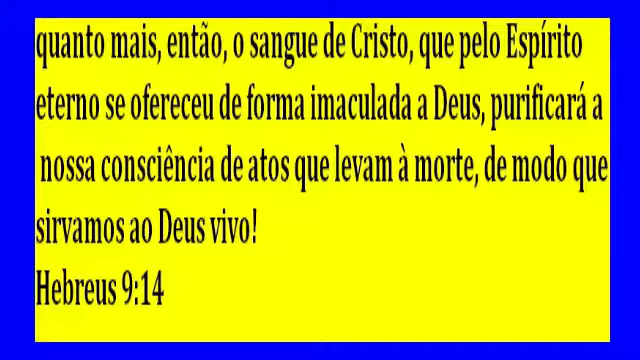 quanto mais, então, o sangue de Cristo, que pelo Espírito
eterno se ofereceu de forma imaculada a Deus, purificará a
nossa consciência de atos que levam à morte, de modo que
sirvamos ao Deus vivo!
Hebreus 9:14